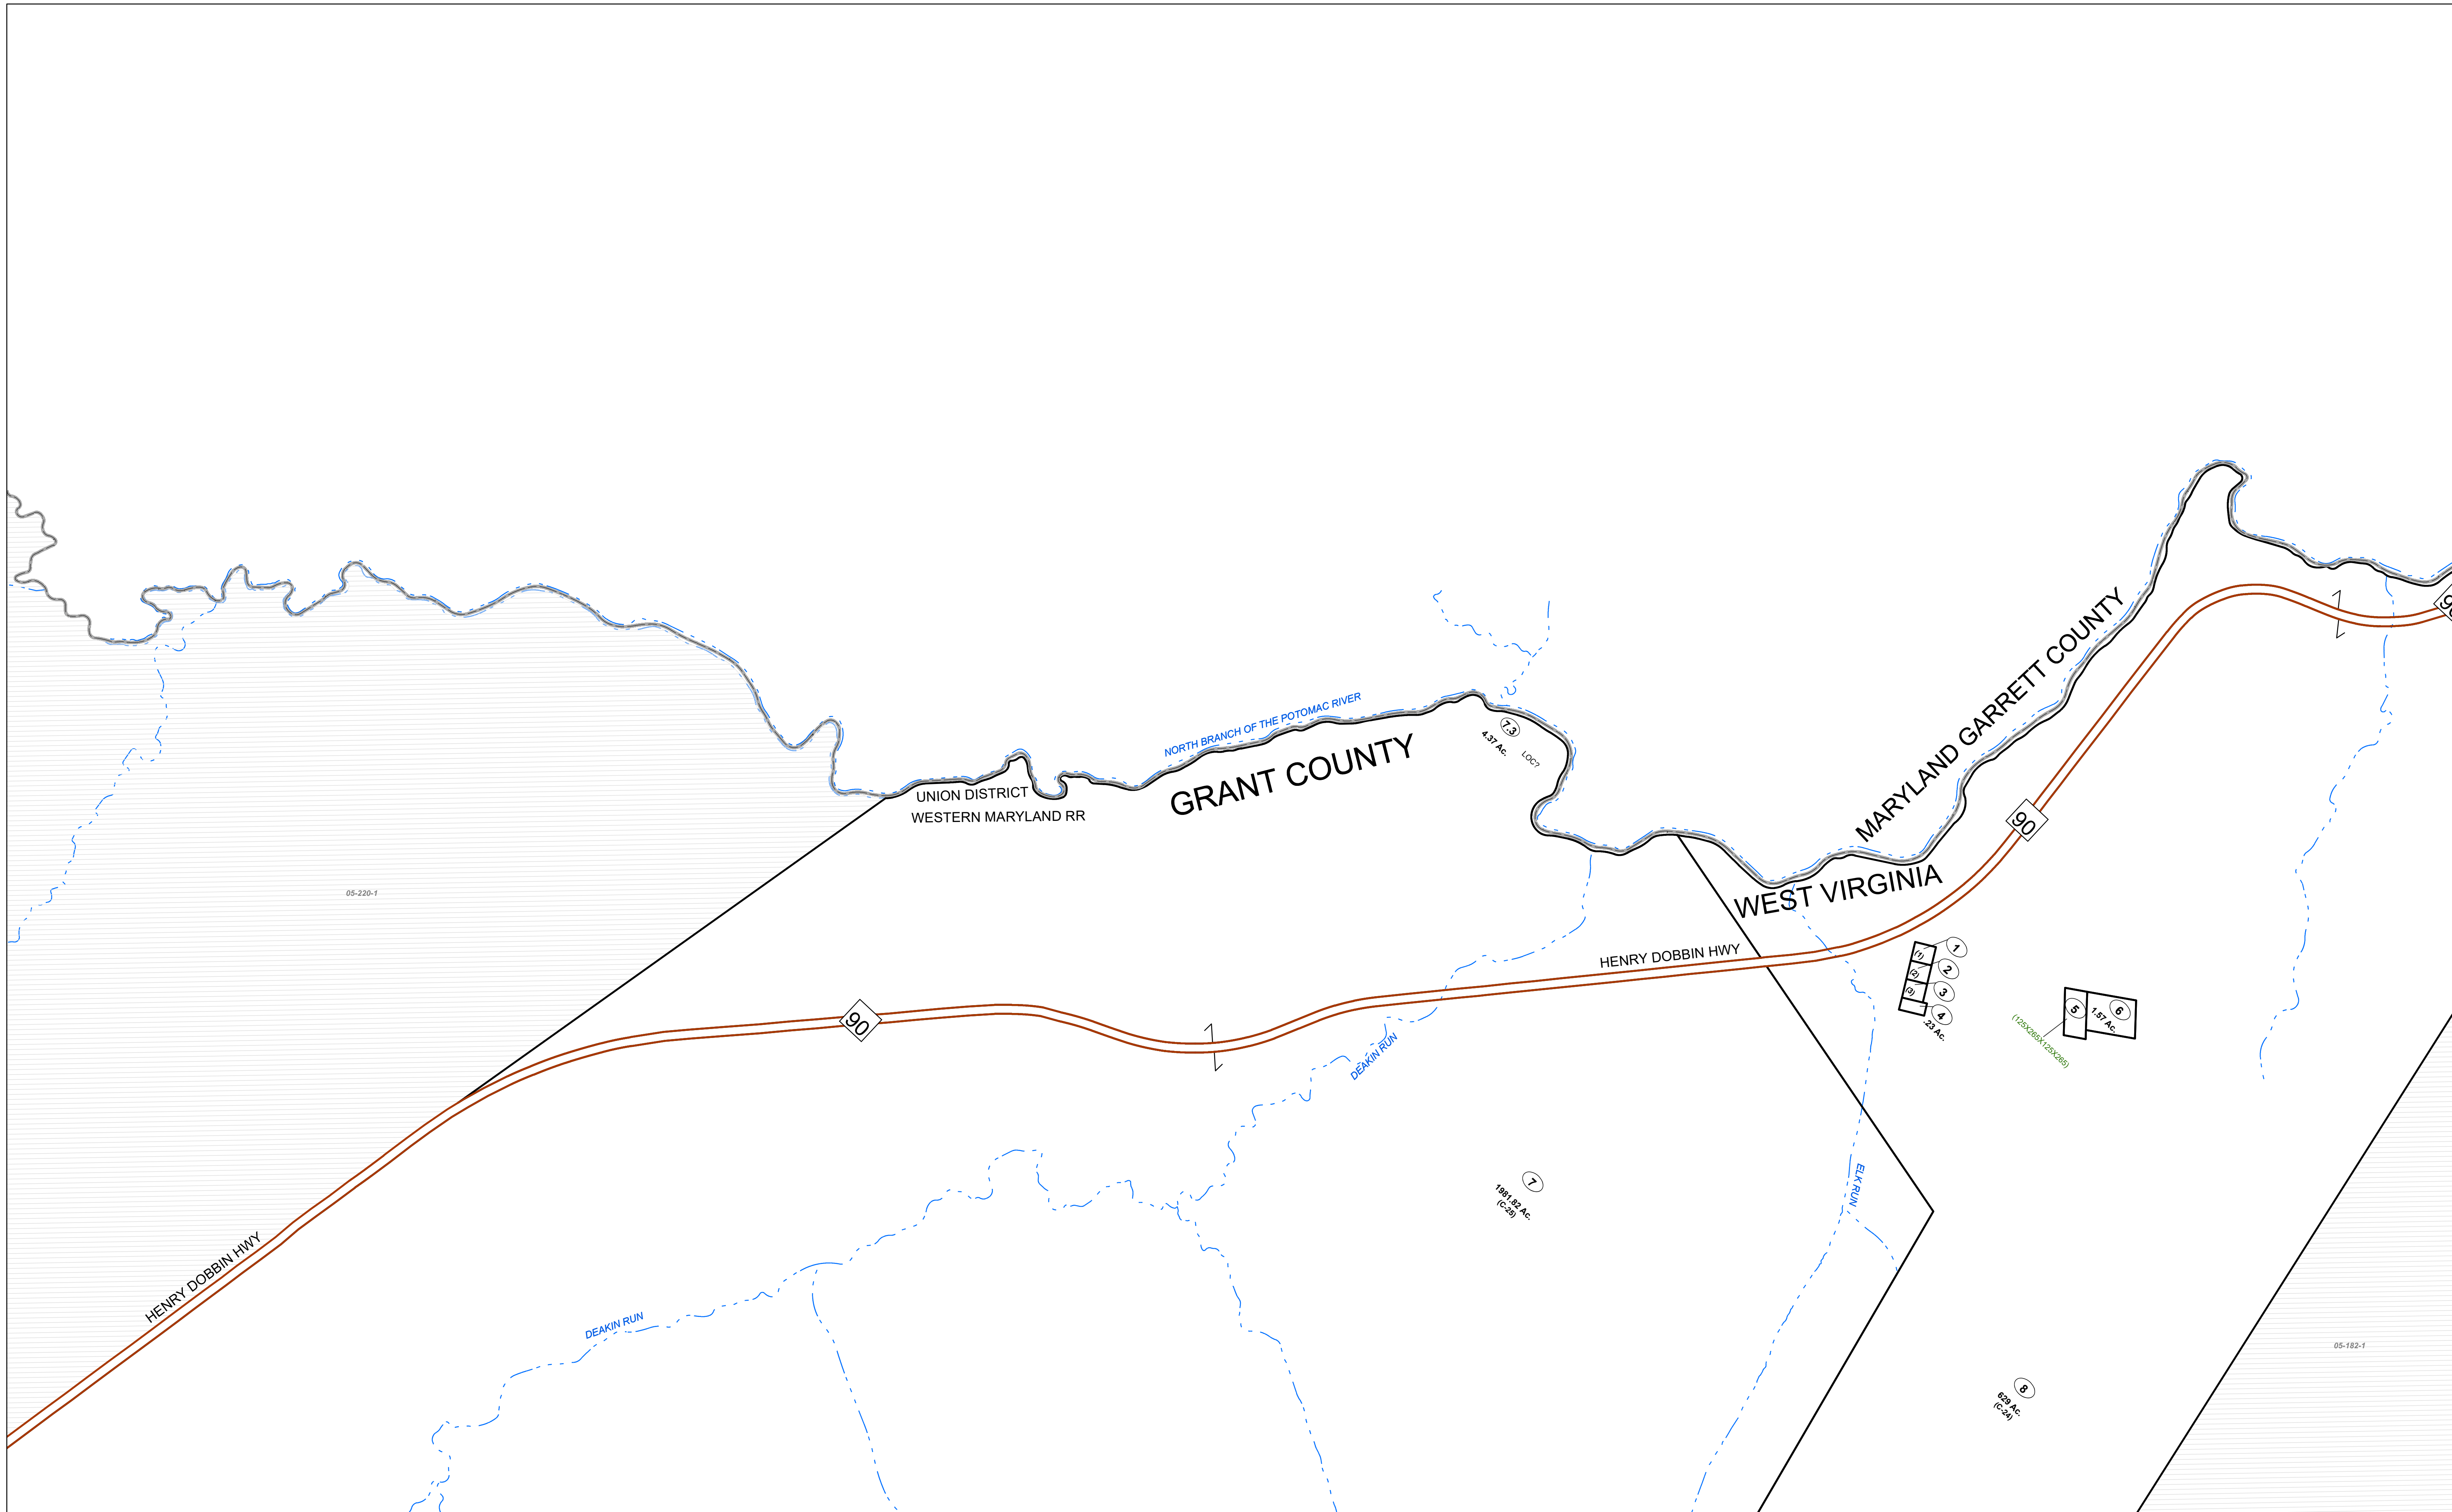 MARYLAND GARRETT COUNTY
90
NORTH BRANCH OF THE POTOMAC RIVER
7.3
4.37 Ac.
LOC?
GRANT COUNTY
UNION DISTRICT
WESTERN MARYLAND RR
90
WEST VIRGINIA
05-220-1
HENRY DOBBIN HWY
(1)
1
(2)
2
(3)
3
4
.23 Ac.
5
6
1.57 Ac.
(125X265X125X265)
90
DEAKIN RUN
7
1981.82 Ac.
(C-25)
ELK RUN
HENRY DOBBIN HWY
DEAKIN RUN
05-182-1
8
629 Ac.
(C-24)